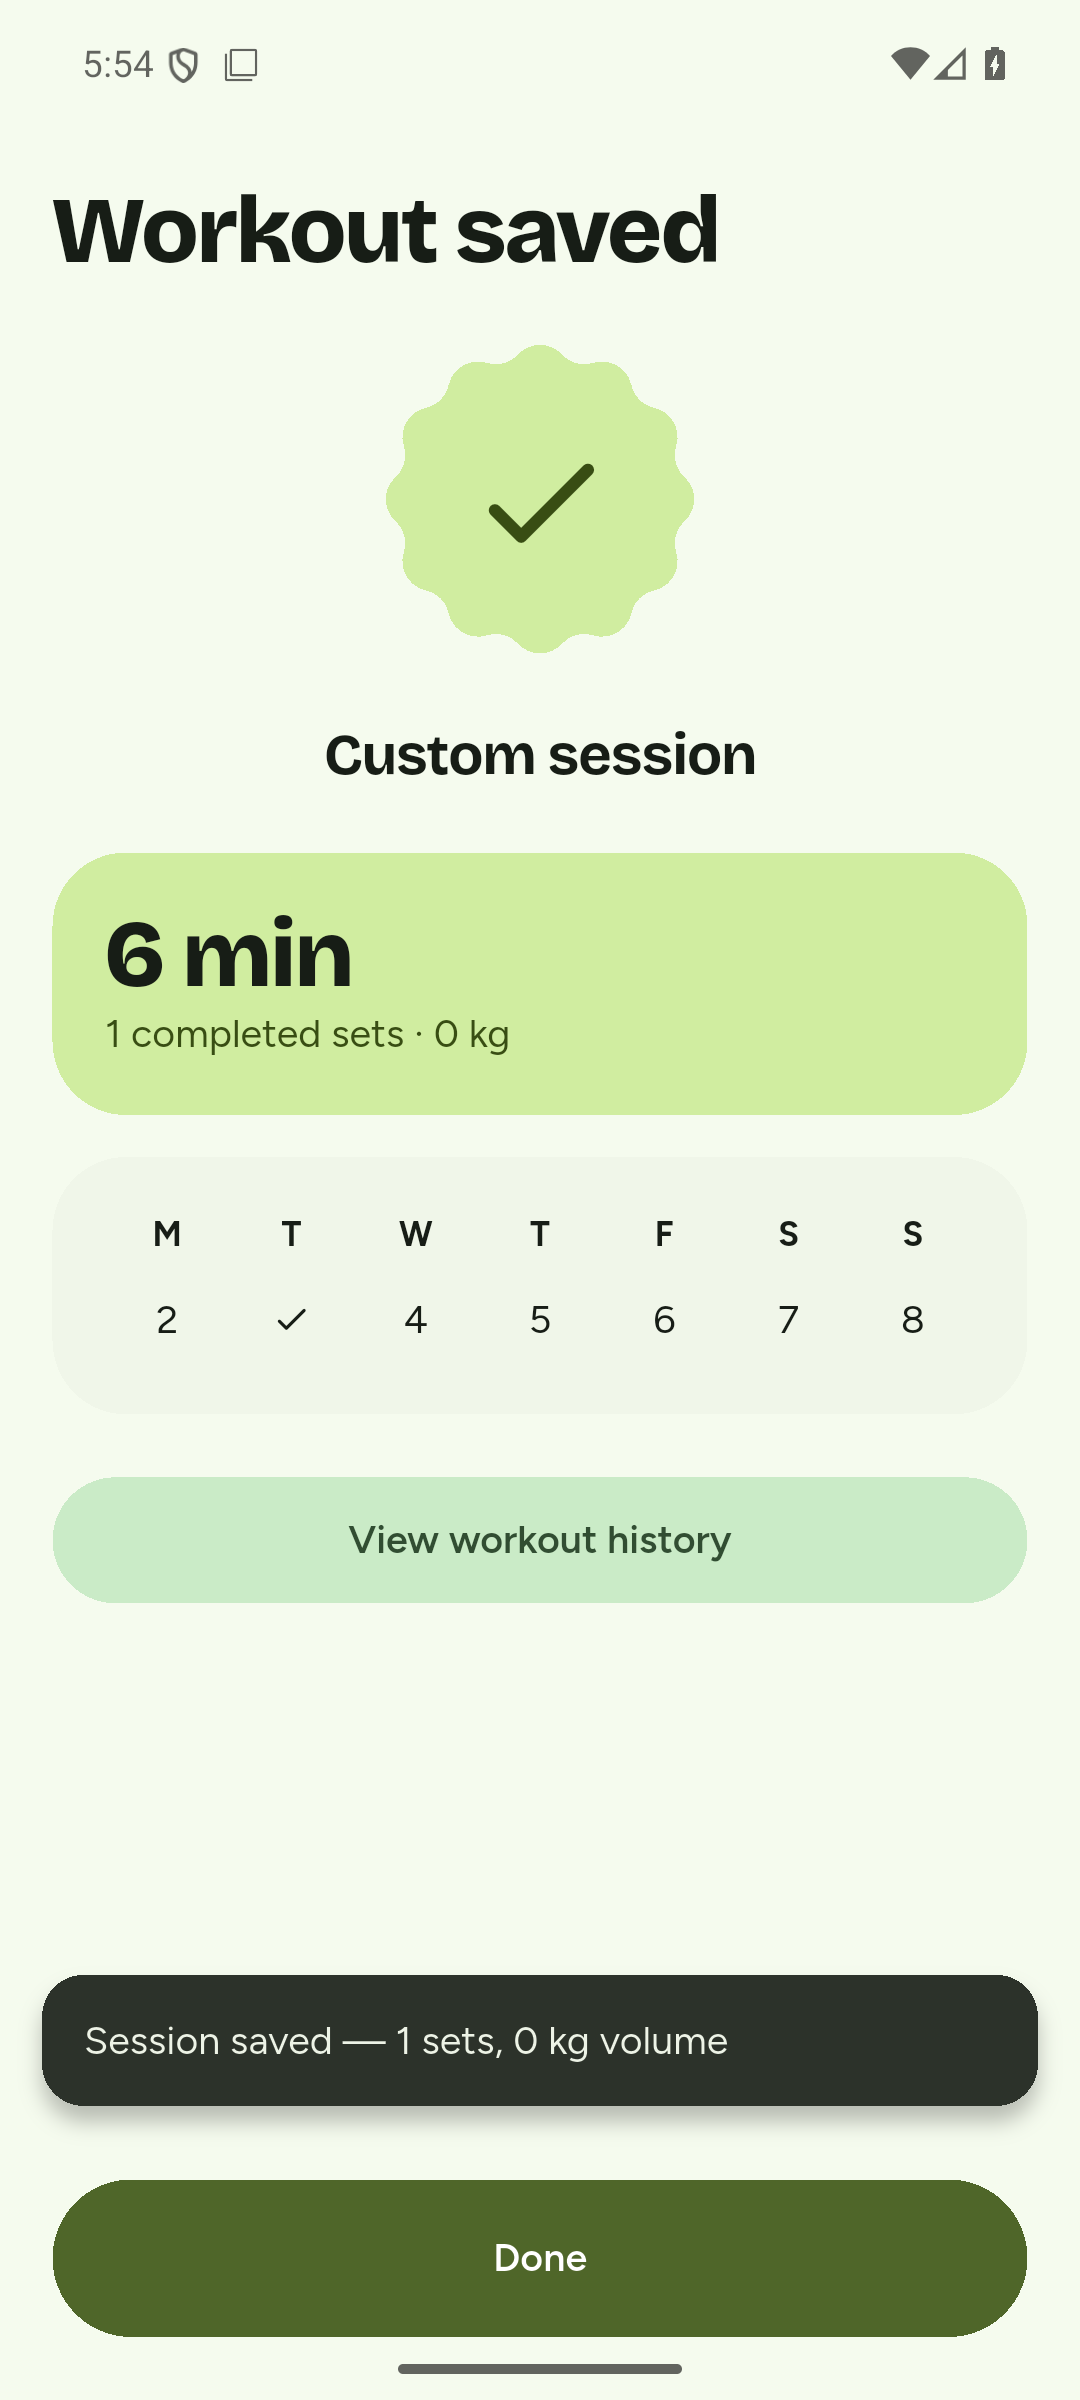 5:54
Workout saved
Custom session
6 min
1 completed sets · 0 kg
M T W T F S S
2 4 5 6 7 8
View workout history
Session saved — 1 sets, 0 kg volume
Done